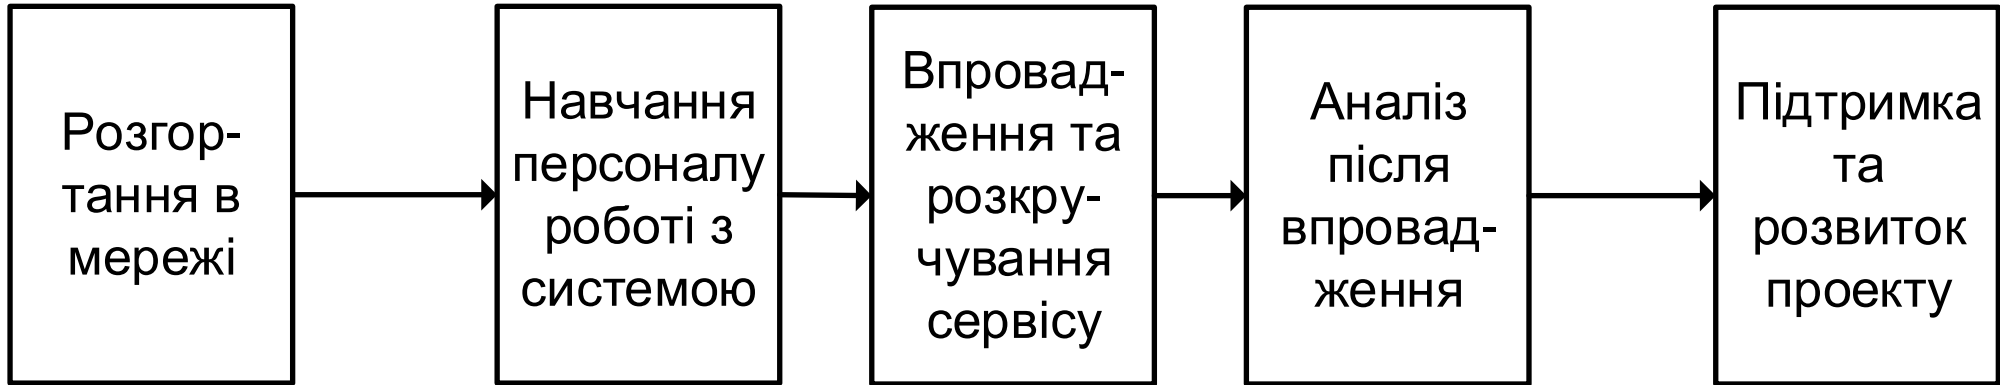 Розгор-
тання в
мережі
Навчання
персоналу
роботі з
системою
Впровад-
ження та
розкру-
чування
сервісу
Аналіз
після
впровад-
ження
Підтримка
та
розвиток
проекту